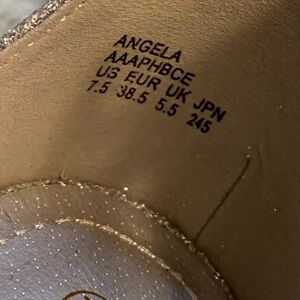 ANGELA
AAAPHBCE
US EUR UK JPN
7.5 38.5 5.5 245